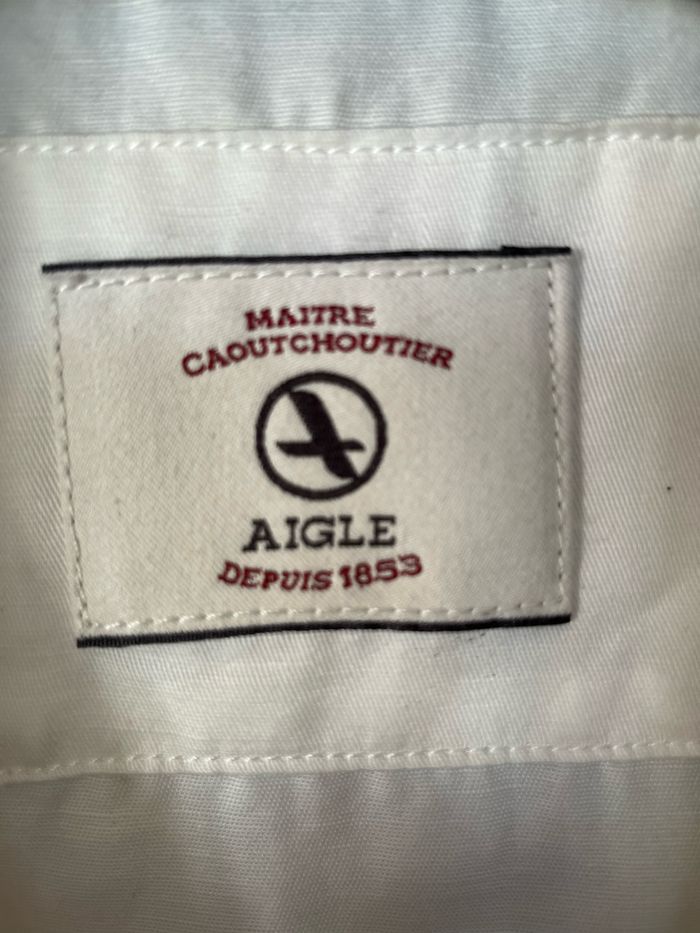 MAITRE
CAOUTCHOUTIER
AIGLE
DEPUIS 1853